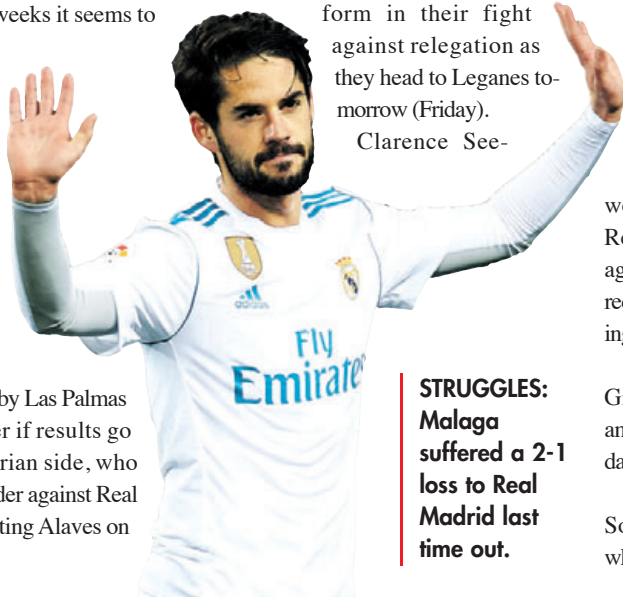 weeks it seems to
form in their fight
against relegation as
they head to Leganes to-
morrow (Friday).
Clarence See-
adidas
Fly
Emirates
by Las Palmas
r if results go
rian side, who
der against Real
ting Alaves on
STRUGGLES:
Malaga
suffered a 2-1
loss to Real
Madrid last
time out.